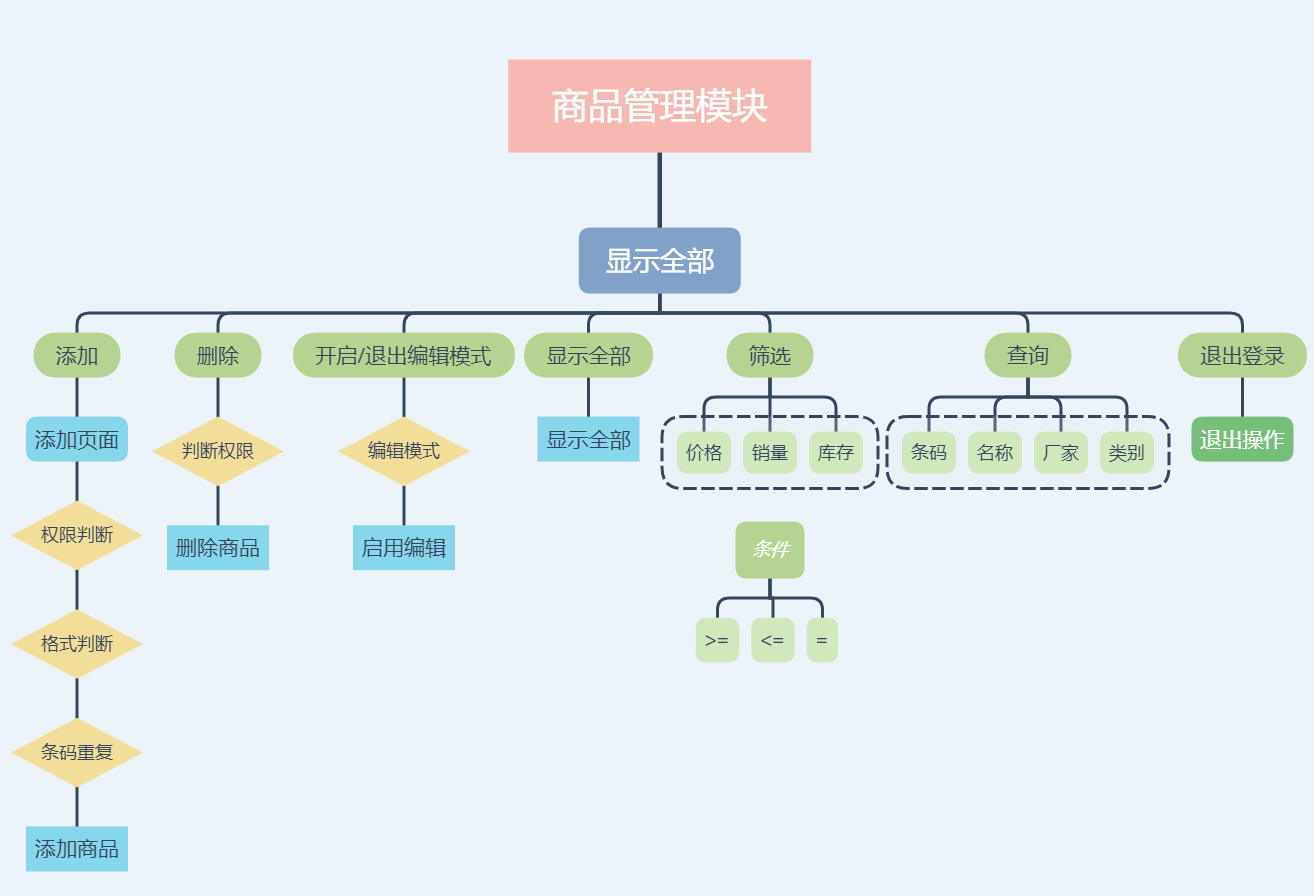 商品管理模块
显示全部
添加
删除
开启/退出编辑模式
显示全部
筛选
查询
退出登录
添加页面
判断权限
编辑模式
显示全部
价格
销量
库存
条码
名称
厂家
类别
退出操作
权限判断
删除商品
启用编辑
条件
格式判断
>=
<=
=
条码重复
添加商品